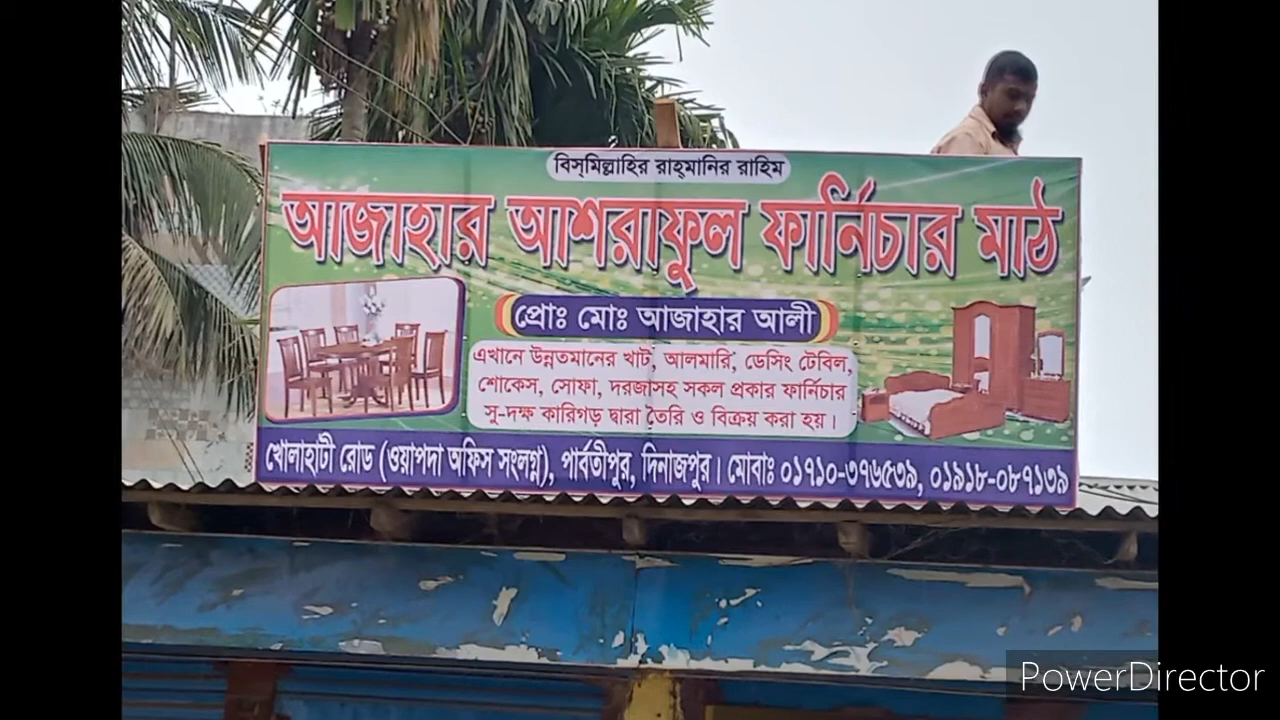 বিস্‌মিল্লাহির রাহ্‌মানির রাহিম
আজাহার আশরাফুল ফার্নিচার মাঠ
প্রোঃ মোঃ আজাহার আলী
এখানে উন্নতমানের খাট, আলমারি, ডেসিং টেবিল,
শোকেস, সোফা, দরজাসহ সকল প্রকার ফার্নিচার
সু-দক্ষ কারিগড় দ্বারা তৈরি ও বিক্রয় করা হয়।
খোলাহাটী রোড (ওয়াপদা অফিস সংলগ্ন), পার্বতীপুর, দিনাজপুর। মোবাঃ ০১৭১০-৩৭৬৫৩৯, ০১৯১৮-০৮৭১৩৯
PowerDirector